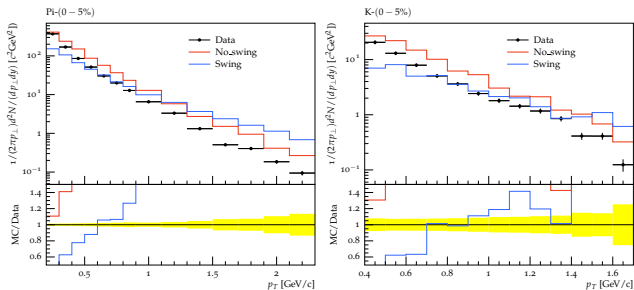 Pi-(0 – 5%)
1/(2πp⊥)d²N/(dp⊥dy) [c²GeV²]
10²
10¹
1
10⁻¹
Data
No_swing
Swing
MC/Data
1.4
1.2
1
0.8
0.6
0.5 1 1.5 2
p_T [GeV/c]
K-(0 – 5%)
1/(2πp⊥)d²N/(dp⊥dy) [c²GeV²]
10¹
1
10⁻¹
Data
No_swing
Swing
MC/Data
1.4
1.2
1
0.8
0.6
0.4 0.6 0.8 1 1.2 1.4 1.6
p_T [GeV/c]